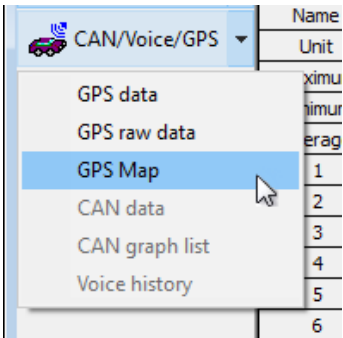 CAN/Voice/GPS
GPS data
GPS raw data
GPS Map
CAN data
CAN graph list
Voice history
Name
Unit
1
2
3
4
5
6